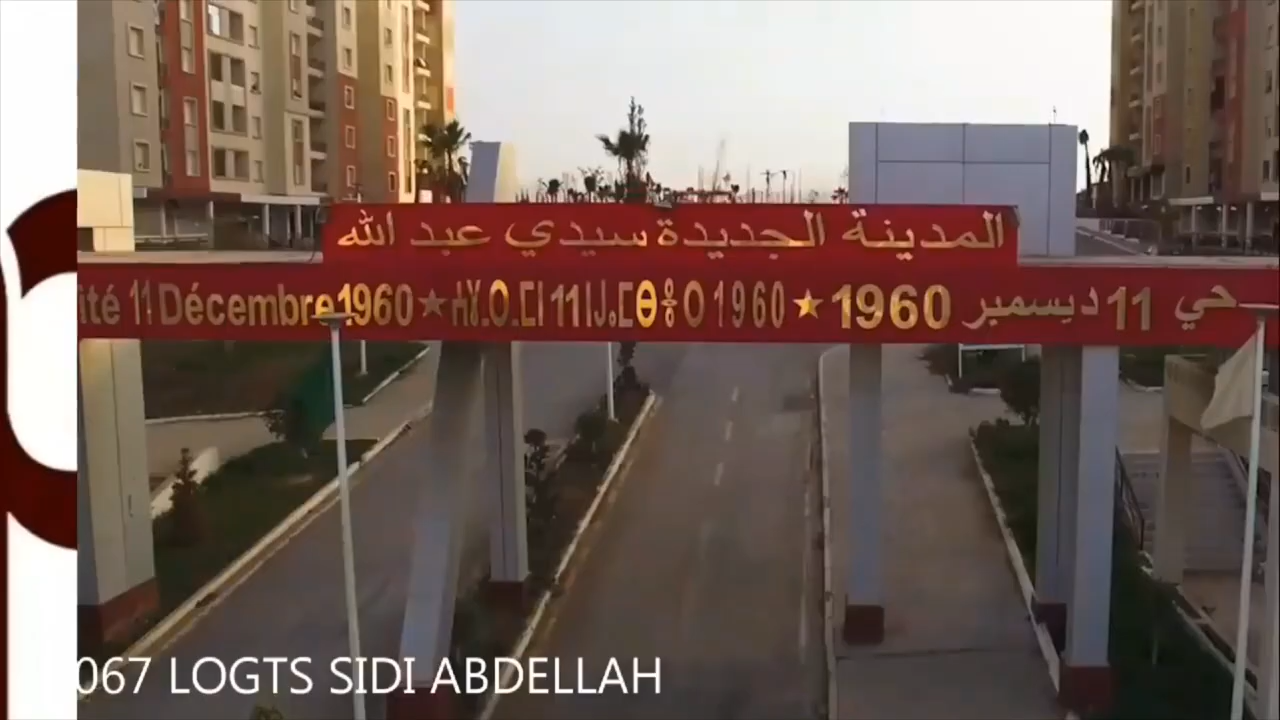 المدينة الجديدة سيدي عبد الله
ité 11 Décembre 1960 ★ 1960 ★ حي 11 ديسمبر 1960
067 LOGTS SIDI ABDELLAH